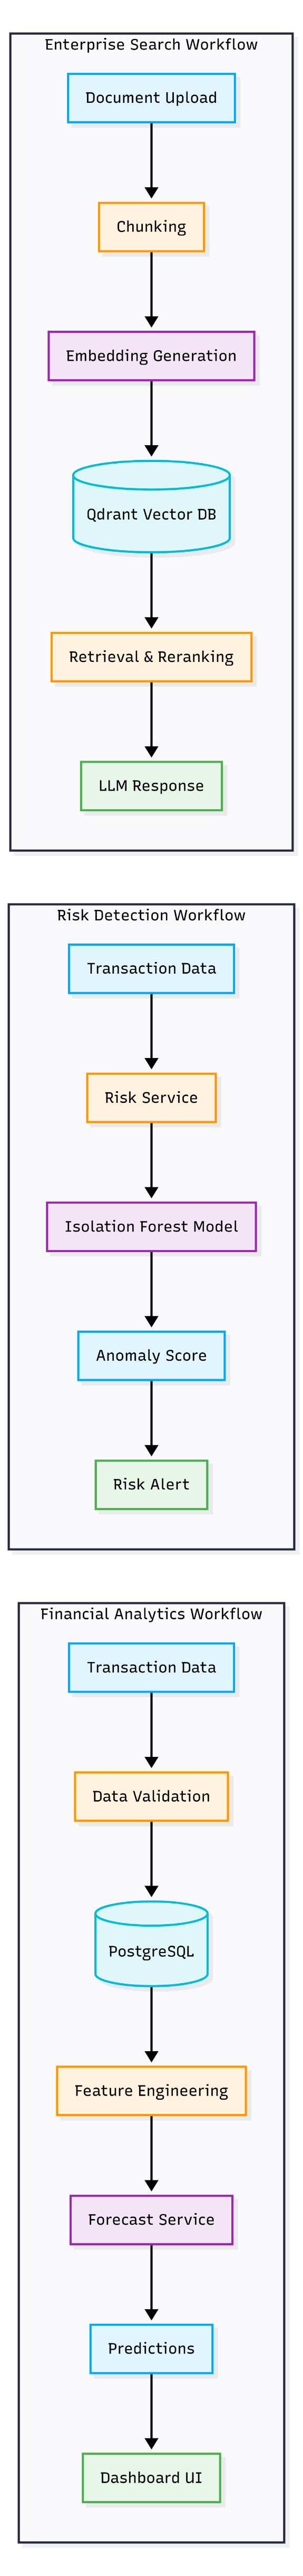 Enterprise Search Workflow
Document Upload
Chunking
Embedding Generation
Qdrant Vector DB
Retrieval & Reranking
LLM Response
Risk Detection Workflow
Transaction Data
Risk Service
Isolation Forest Model
Anomaly Score
Risk Alert
Financial Analytics Workflow
Transaction Data
Data Validation
PostgreSQL
Feature Engineering
Forecast Service
Predictions
Dashboard UI